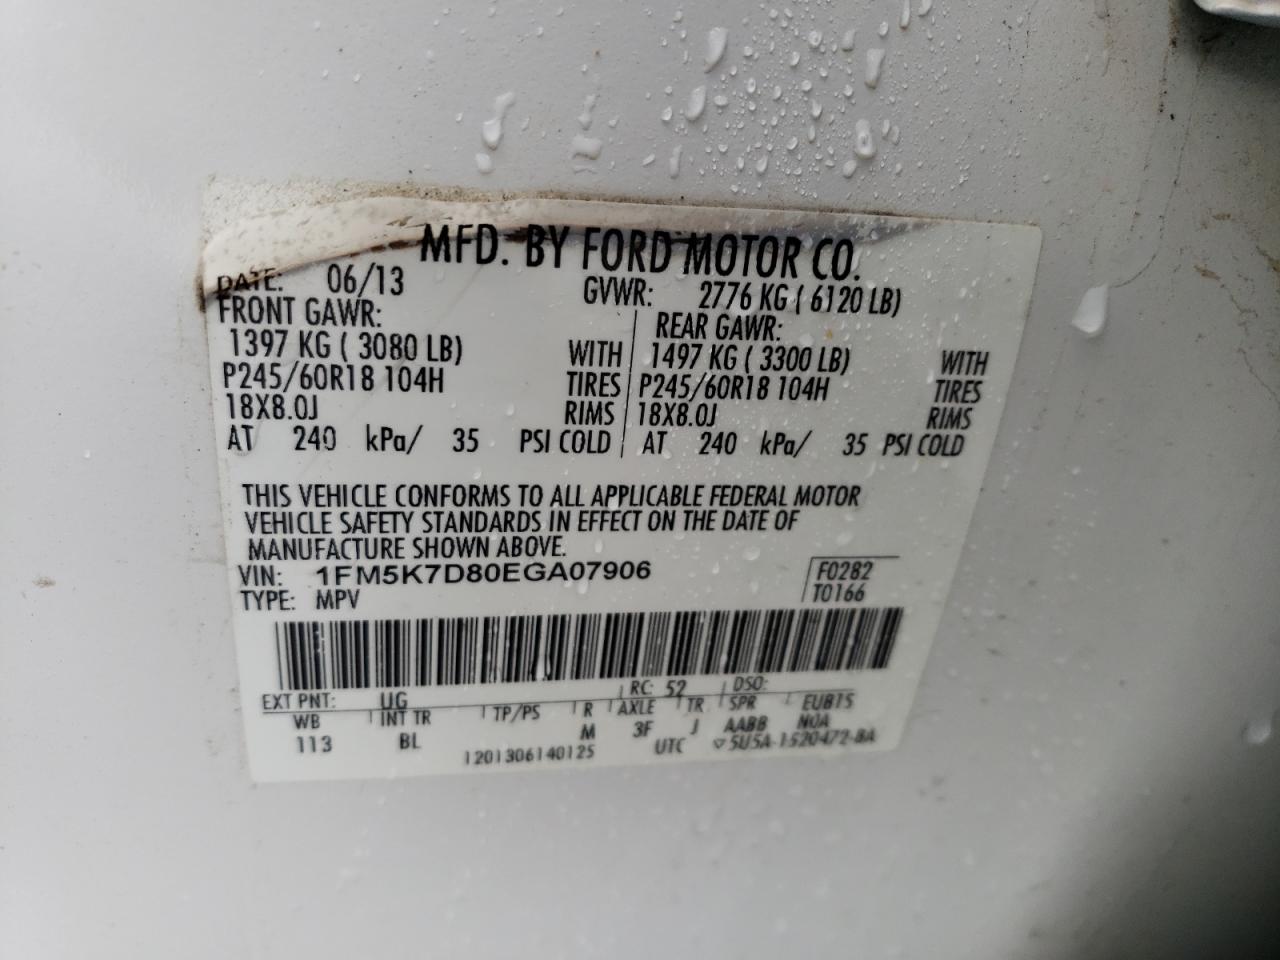 MFD. BY FORD MOTOR CO.
DATE: 06/13 GVWR: 2776 KG ( 6120 LB)
FRONT GAWR: REAR GAWR:
1397 KG ( 3080 LB) WITH 1497 KG ( 3300 LB) WITH
P245/60R18 104H TIRES P245/60R18 104H TIRES
18X8.0J RIMS 18X8.0J RIMS
AT 240 kPa/ 35 PSI COLD AT 240 kPa/ 35 PSI COLD
THIS VEHICLE CONFORMS TO ALL APPLICABLE FEDERAL MOTOR
VEHICLE SAFETY STANDARDS IN EFFECT ON THE DATE OF
MANUFACTURE SHOWN ABOVE.
VIN: 1FM5K7D80EGA07906 F0282
TYPE: MPV T0166
EXT PNT: UG RC: 52 DSO:
WB INT TR TP/PS R AXLE TR SPR EUB15
113 BL M 3F J AABB NOA
1201306140125 UTC ▽5U5A-1520472-BA